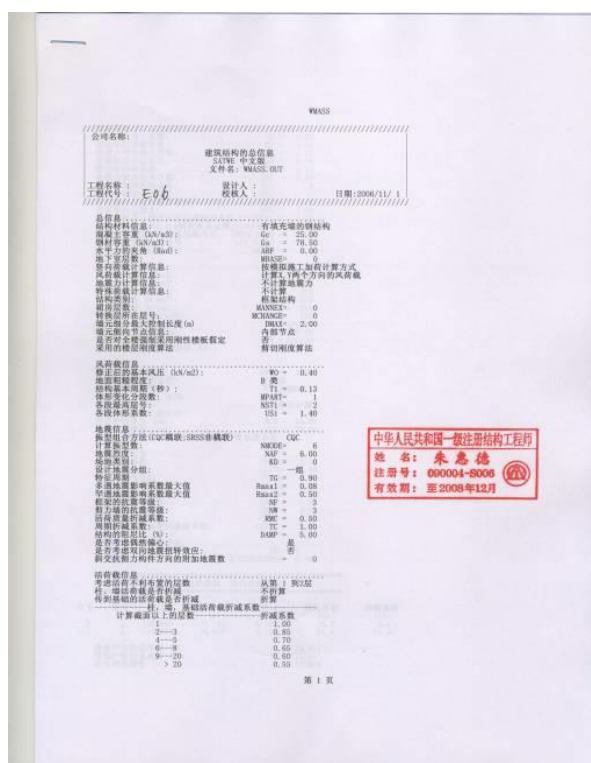 WMASS
公司名称:
建筑结构的总信息
SATWE 中文版
文件名: WMASS.OUT
工程名称 : 设计人 :
工程代号 : E06 校核人 : 日期:2006/11/ 1
总信息
结构材料信息: 有填充墙的钢结构
混凝土容重 (kN/m3): Gc = 25.00
钢材容重 (kN/m3): Gs = 78.50
水平力的夹角 (Rad): ARF = 0.00
地下室层数: MBASE= 0
竖向荷载计算信息: 按模拟施工加荷计算方式
风荷载计算信息: 计算X,Y两个方向的风荷载
地震力计算信息: 不计算地震力
特殊荷载计算信息: 不计算
结构类别: 框架结构
裙房层数: MANNEX= 0
转换层所在层号: MCHANGE= 0
墙元细分最大控制长度(m) DMAX= 2.00
墙元侧向节点信息: 内部节点
是否对全楼强制采用刚性楼板假定 否
采用的楼层刚度算法 剪切刚度算法
风荷载信息
修正后的基本风压 (kN/m2): WO = 0.40
地面粗糙程度: B 类
结构基本周期(秒): T1 = 0.13
体形变化分段数: MPART= 1
各段最高层号: NSTi = 2
各段体形系数: USi = 1.40
地震信息
振型组合方法(CQC耦联;SRSS非耦联) CQC
计算振型数: NMODE= 6
地震烈度: NAF = 6.00
场地类别: KD = 0
设计地震分组: 一组
特征周期 TG = 0.90
多遇地震影响系数最大值 Rmax1 = 0.08
罕遇地震影响系数最大值 Rmax2 = 0.50
框架的抗震等级: NF = 3
剪力墙的抗震等级: NW = 3
活荷质量折减系数: RMC = 0.50
周期折减系数: TC = 1.00
结构的阻尼比 (%): DAMP = 5.00
是否考虑偶然偏心: 是
是否考虑双向地震扭转效应: 否
斜交抗侧力构件方向的附加地震数 = 0
活荷载信息
考虑活荷不利布置的层数 从第 1 到2层
柱、墙活荷载是否折减 不折算
传到基础的活荷载是否折减 折算
柱,墙,基础活荷载折减系数
计算截面以上的层数 折减系数
1 1.00
2---3 0.85
4---5 0.70
6---8 0.65
9---20 0.60
> 20 0.55
第 1 页
中华人民共和国一级注册结构工程师
姓 名: 朱惠德
注册号: 090004-S006
有效期: 至2008年12月